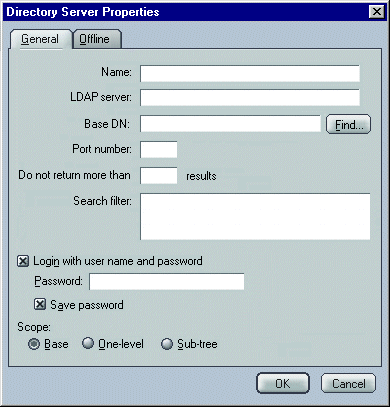 Directory Server Properties
General
Offline
Name:
LDAP server:
Base DN:
Find...
Port number:
Do not return more than results
Search filter:
Login with user name and password
Password:
Save password
Scope:
Base One-level Sub-tree
OK Cancel